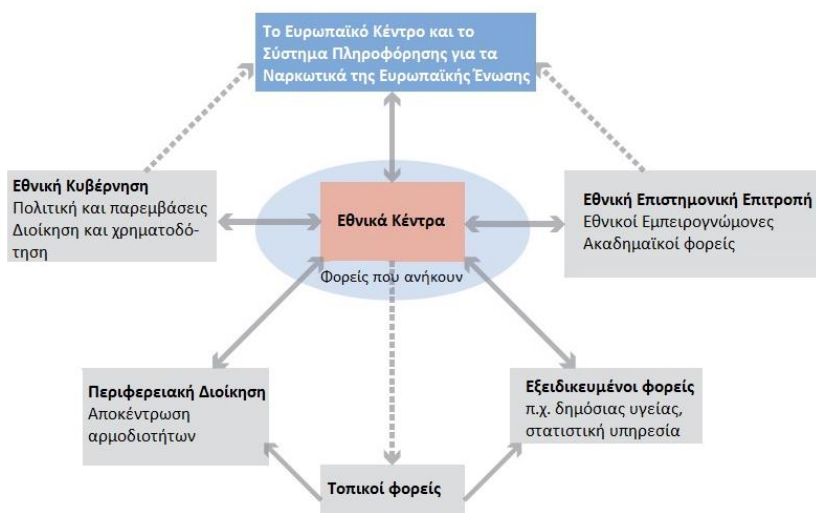 Το Ευρωπαϊκό Κέντρο και το
Σύστημα Πληροφόρησης για τα
Ναρκωτικά της Ευρωπαϊκής Ένωσης
Εθνική Κυβέρνηση
Πολιτική και παρεμβάσεις
Διοίκηση και χρηματοδό-
τηση
Εθνικά Κέντρα
Φορείς που ανήκουν
Εθνική Επιστημονική Επιτροπή
Εθνικοί Εμπειρογνώμονες
Ακαδημαϊκοί φορείς
Περιφερειακή Διοίκηση
Αποκέντρωση
αρμοδιοτήτων
Εξειδικευμένοι φορείς
π.χ. δημόσιας υγείας,
στατιστική υπηρεσία
Τοπικοί φορείς